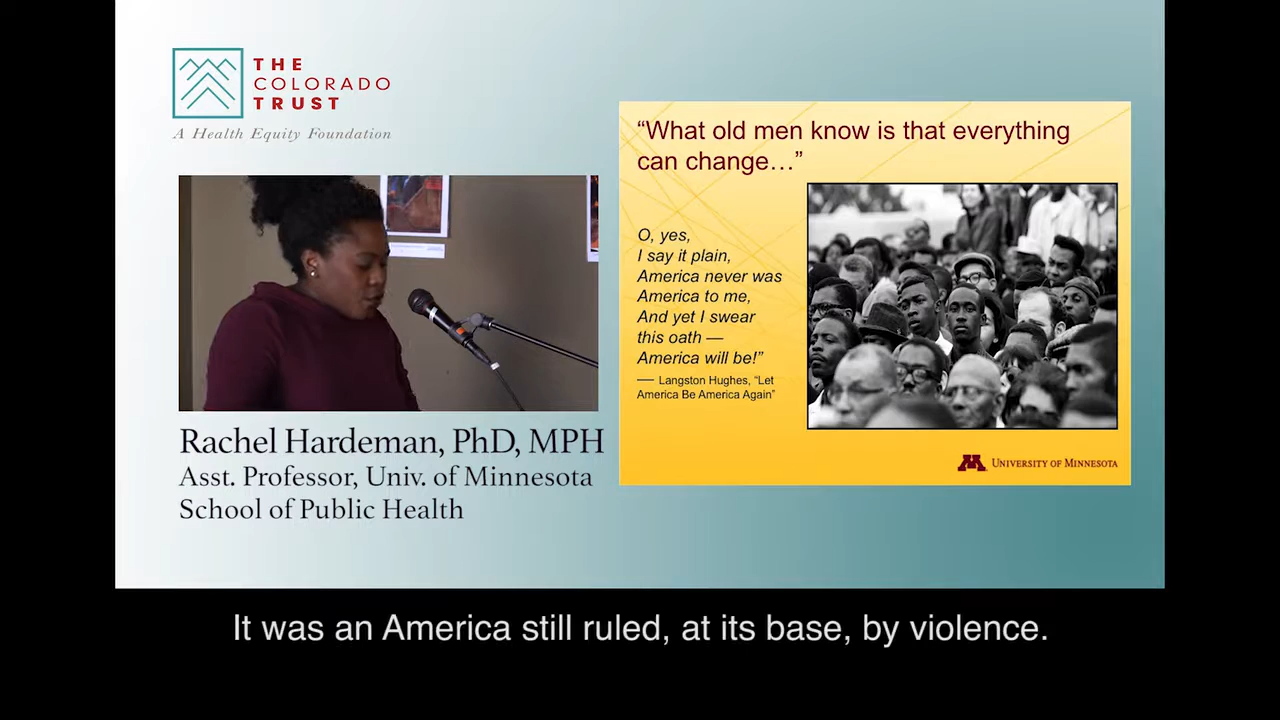 THE
COLORADO
TRUST
A Health Equity Foundation
Rachel Hardeman, PhD, MPH
Asst. Professor, Univ. of Minnesota
School of Public Health
“What old men know is that everything
can change…”
O, yes,
I say it plain,
America never was
America to me,
And yet I swear
this oath —
America will be!”
— Langston Hughes, “Let
America Be America Again”
M UNIVERSITY OF MINNESOTA
It was an America still ruled, at its base, by violence.